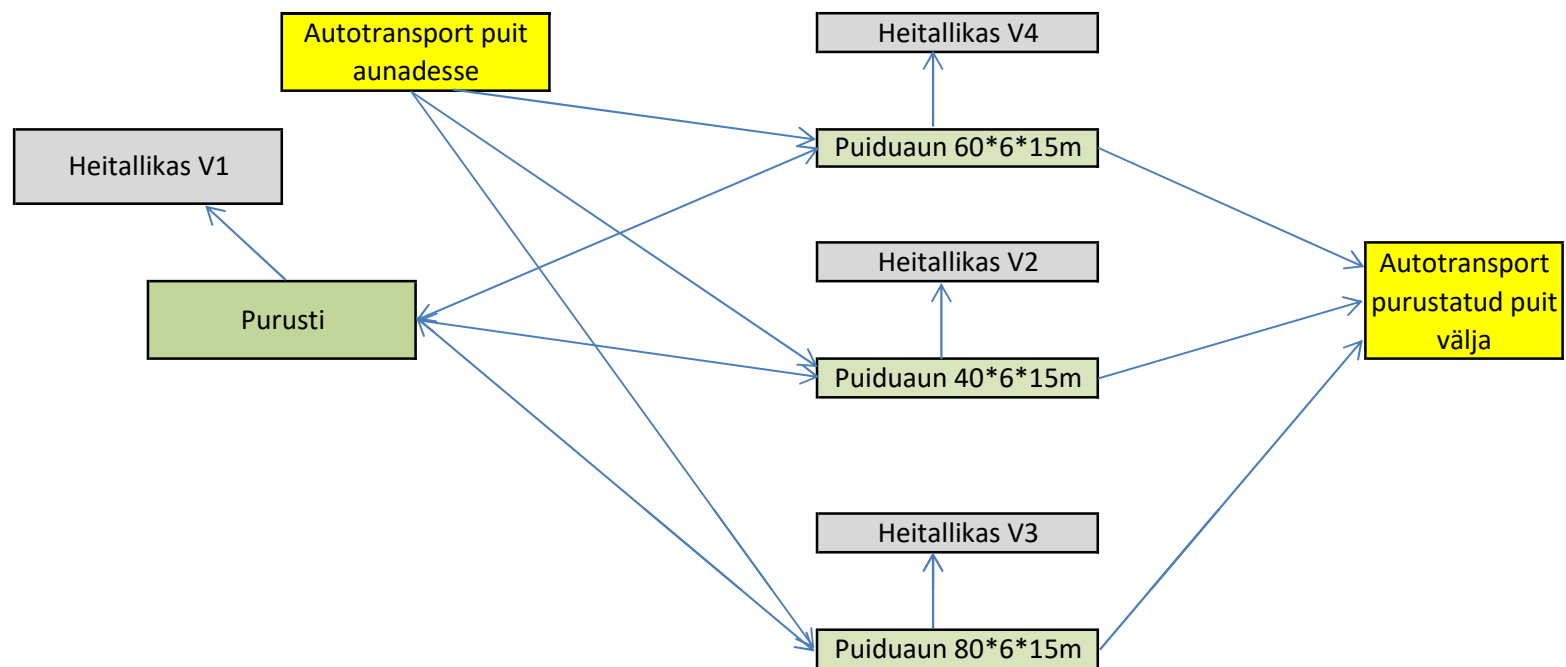 Autotransport puit
aunadesse
Heitallikas V4
Heitallikas V1
Puiduaun 60*6*15m
Heitallikas V2
Purusti
Autotransport
purustatud puit
välja
Puiduaun 40*6*15m
Heitallikas V3
Puiduaun 80*6*15m